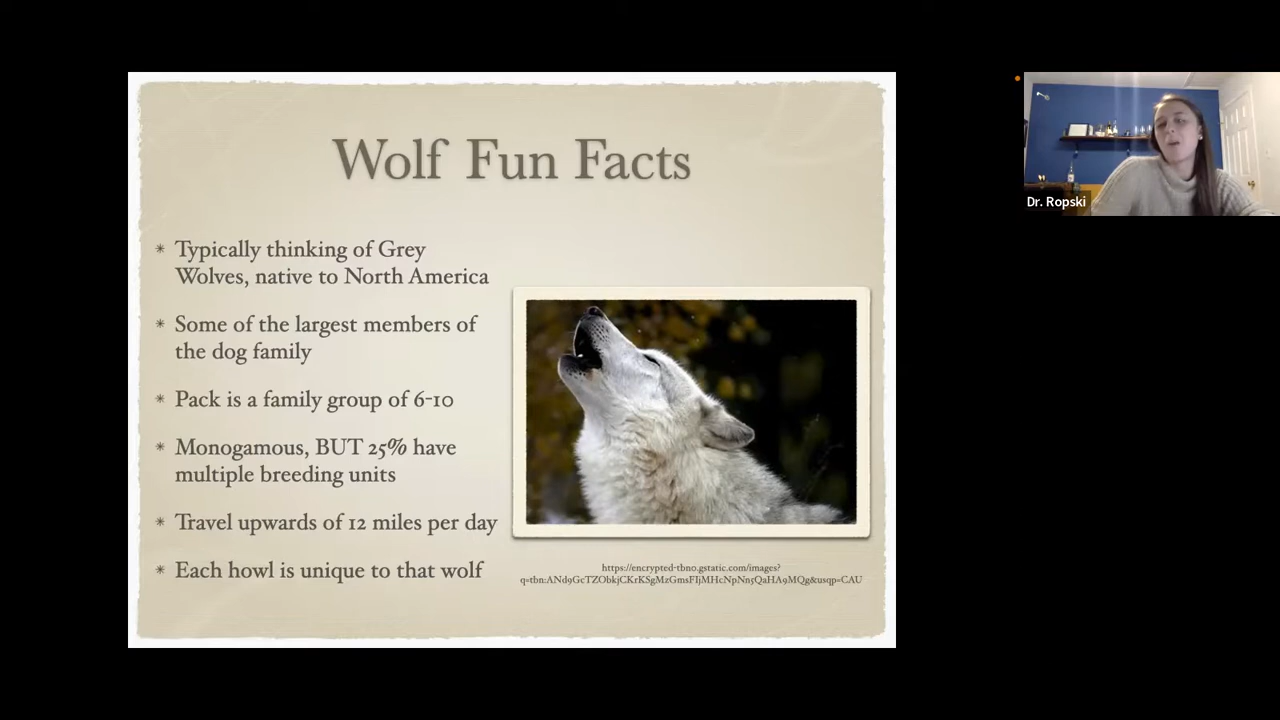 Wolf Fun Facts
* Typically thinking of Grey
Wolves, native to North America
* Some of the largest members of
the dog family
* Pack is a family group of 6-10
* Monogamous, BUT 25% have
multiple breeding units
* Travel upwards of 12 miles per day
* Each howl is unique to that wolf
https://encrypted-tbn0.gstatic.com/images?
q=tbn:ANd9GcTZObkjCKrKSgMzGmsFIjMHcNpNn5QaHA9MQg&usqp=CAU
Dr. Ropski